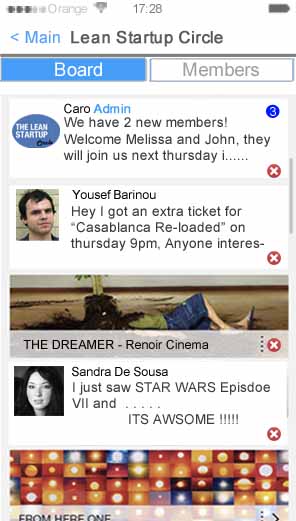 Orange 17:28
< Main Lean Startup Circle
Board Members
Caro Admin 3
THE LEAN
STARTUP
Circle
We have 2 new members!
Welcome Melissa and John, they
will join us next thursday i......
Yousef Barinou
Hey I got an extra ticket for
“Casablanca Re-loaded” on
thursday 9pm, Anyone interes-
THE DREAMER - Renoir Cinema
Sandra De Sousa
I just saw STAR WARS Episdoe
VII and . . . . .
ITS AWSOME !!!!!
FROM HERE ONE